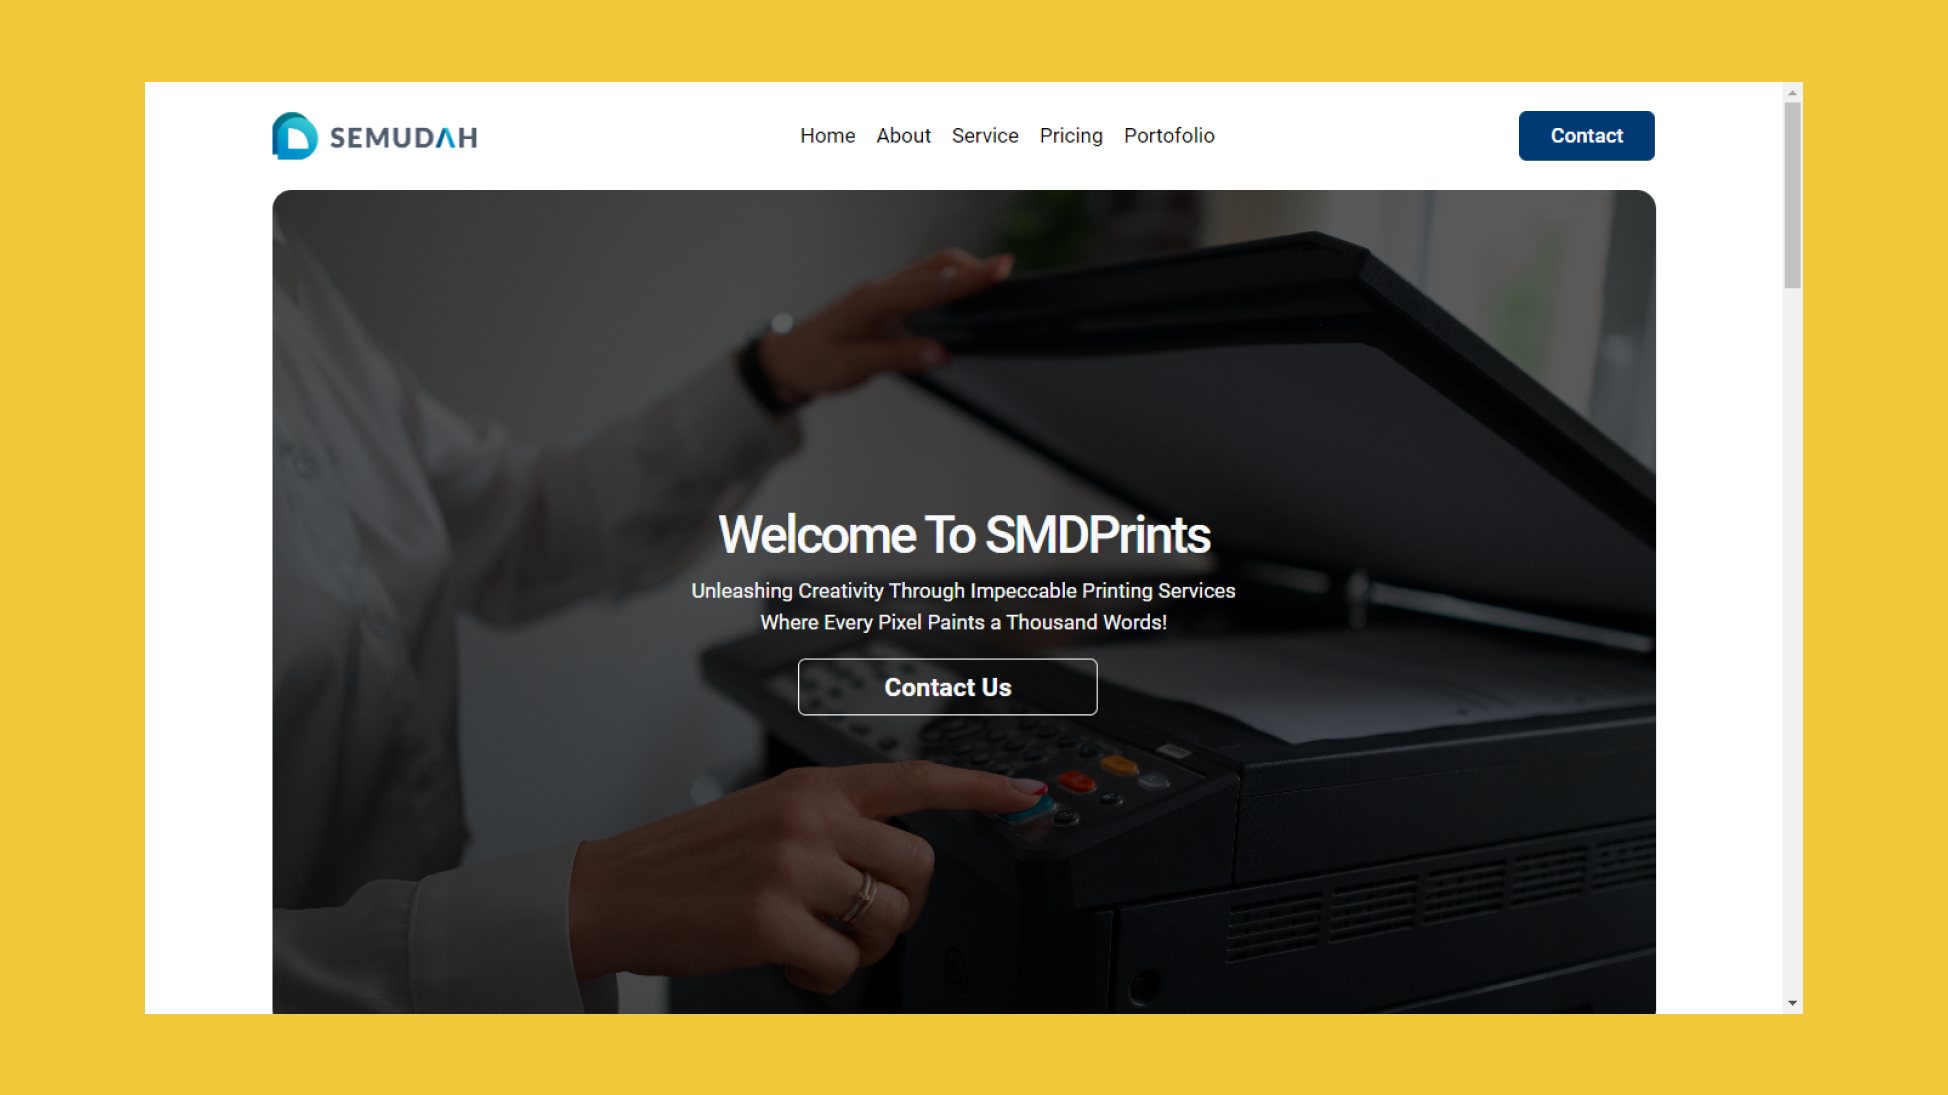 SEMUDAH
Home About Service Pricing Portofolio
Contact
Welcome To SMDPrints
Unleashing Creativity Through Impeccable Printing Services
Where Every Pixel Paints a Thousand Words!
Contact Us